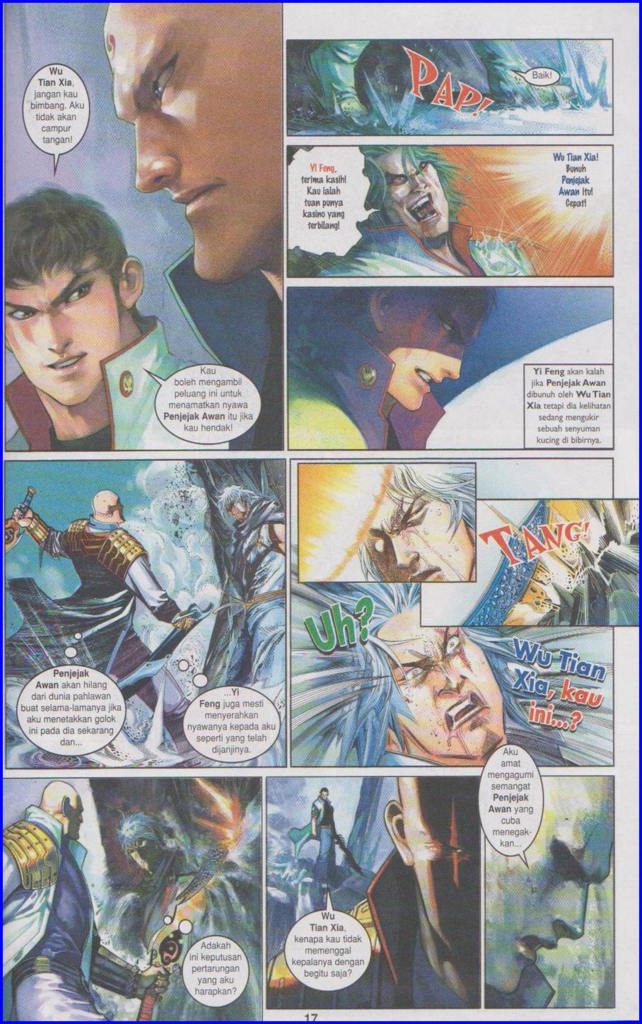 Wu
Tian Xia,
jangan kau
bimbang. Aku
tidak akan
campur
tangan!
Kau
boleh mengambil
peluang ini untuk
menamatkan nyawa
Penjejak Awan itu jika
kau hendak!
PAP!
Baik!
Yi Feng,
terima kasih!
Kau ialah
tuan punya
kasino yang
terbilang!
Wu Tian Xia!
Bunuh
Penjejak
Awan itu!
Cepat!
Yi Feng akan kalah
jika Penjejak Awan
dibunuh oleh Wu Tian
Xia tetapi dia kelihatan
sedang mengukir
sebuah senyuman
kucing di bibirnya.
Penjejak
Awan akan hilang
dari dunia pahlawan
buat selama-lamanya jika
aku menetakkan golok
ini pada dia sekarang
dan...
...Yi
Feng juga mesti
menyerahkan
nyawanya kepada aku
seperti yang telah
dijanjinya.
TANG!
Uh?
Wu Tian
Xia, kau
ini...?
Adakah
ini keputusan
pertarungan
yang aku
harapkan?
Wu
Tian Xia,
kenapa kau tidak
memenggal
kepalanya dengan
begitu saja?
Aku
amat
mengagumi
semangat
Penjejak
Awan yang
cuba
menegak-
kan...
17